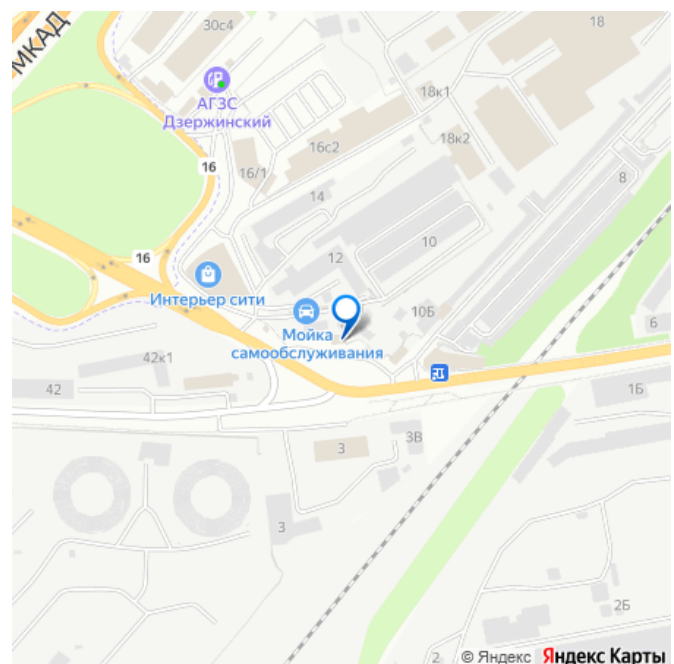 30с4
18
МКАД
АГЗС
Дзержинский
18к1
16с2
18к2
16
16/1
8
14
16
12
10
Интерьер сити
10Б
Мойка
самообслуживания
6
42к1
42
1Б
3В
3
3
2Б
2
© Яндекс Яндекс Карты